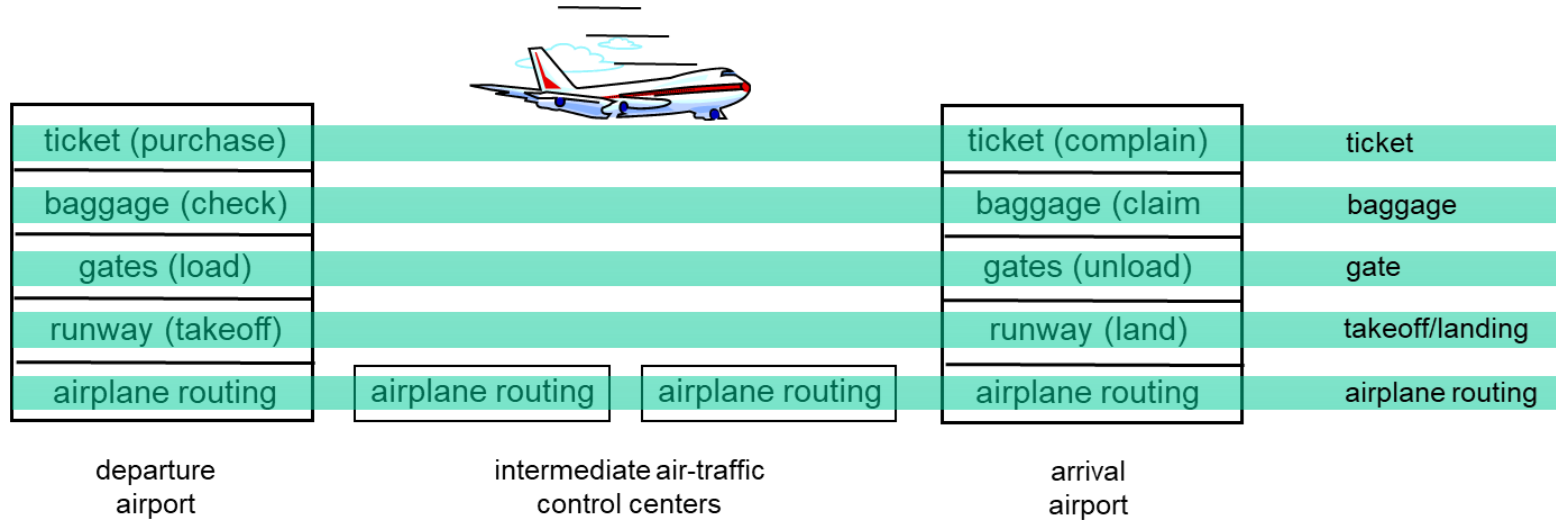 ticket (purchase) ticket (complain) ticket
baggage (check) baggage (claim baggage
gates (load) gates (unload) gate
runway (takeoff) runway (land) takeoff/landing
airplane routing airplane routing airplane routing airplane routing airplane routing
departure
airport
intermediate air-traffic
control centers
arrival
airport